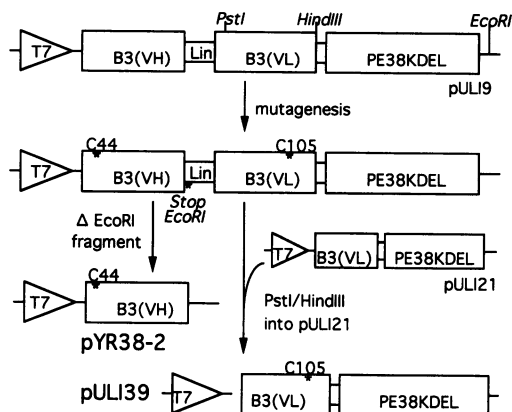 PstI HindIII EcoRI
T7 B3(VH) Lin B3(VL) PE38KDEL
pULI9
mutagenesis
C44 C105
T7 B3(VH) Lin B3(VL) PE38KDEL
Stop
EcoRI
Δ EcoRI
fragment
T7 B3(VL) PE38KDEL
pULI21
C44
T7 B3(VH)
PstI/HindIII
into pULI21
pYR38-2
C105
pULI39 T7 B3(VL) PE38KDEL